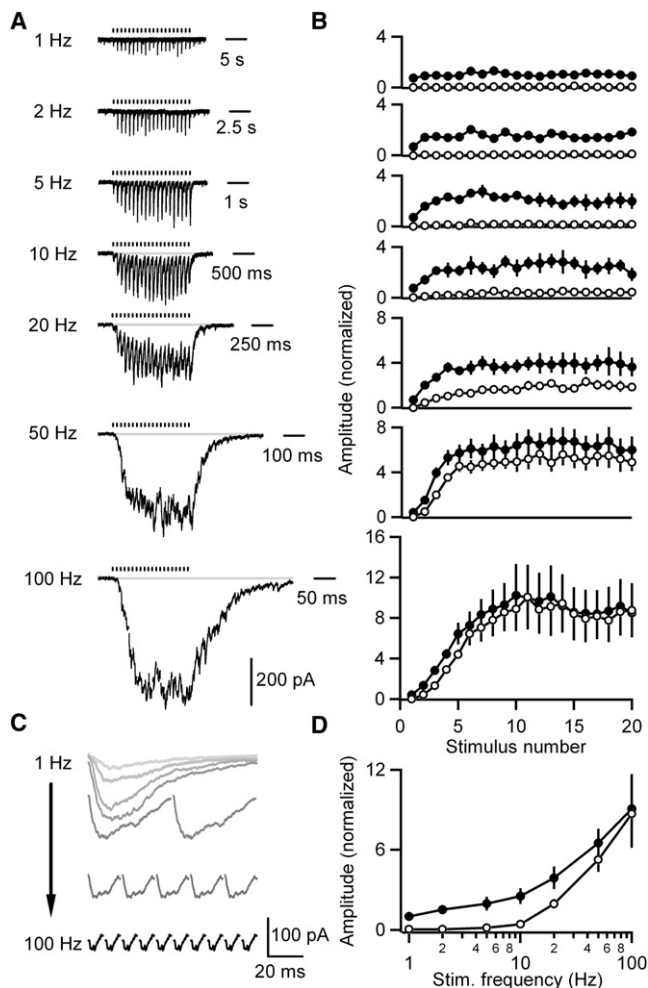 A
1 Hz
5 s
2 Hz
2.5 s
5 Hz
1 s
10 Hz
500 ms
20 Hz
250 ms
50 Hz
100 ms
100 Hz
50 ms
200 pA
B
Amplitude (normalized)
4
0
4
0
4
0
4
0
8
4
0
8
4
0
16
12
8
4
0
0 5 10 15 20
Stimulus number
C
1 Hz
100 Hz
100 pA
20 ms
D
Amplitude (normalized)
12
6
0
1 2 4 6 8 10 2 4 6 8 100
Stim. frequency (Hz)